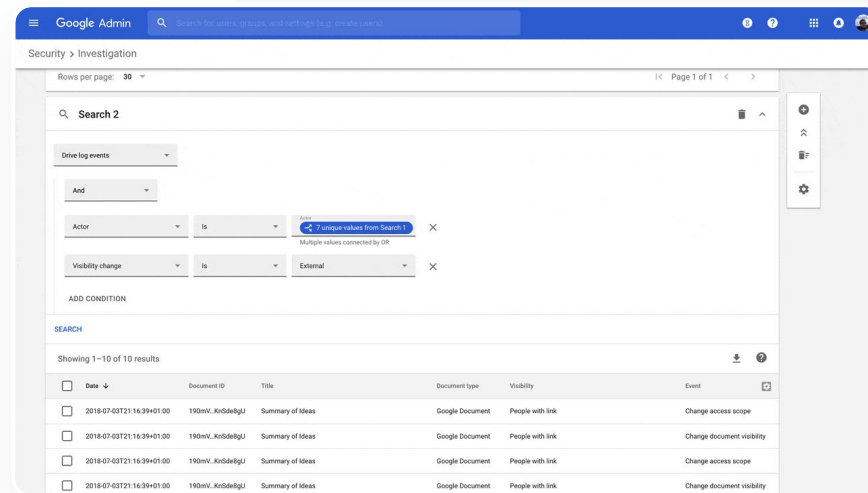 Google Admin
Search for users, groups, and settings (e.g. create users)
Security > Investigation
Rows per page: 30
Page 1 of 1
Search 2
Drive log events
And
Actor Is Actor 7 unique values from Search 1
Multiple values connected by OR
Visibility change Is External
ADD CONDITION
SEARCH
Showing 1–10 of 10 results
Date Document ID Title Document type Visibility Event
2018-07-03T21:16:39+01:00 190mV...KnSde8gU Summary of Ideas Google Document People with link Change access scope
2018-07-03T21:16:39+01:00 190mV...KnSde8gU Summary of Ideas Google Document People with link Change document visibility
2018-07-03T21:16:39+01:00 190mV...KnSde8gU Summary of Ideas Google Document People with link Change access scope
2018-07-03T21:16:39+01:00 190mV...KnSde8gU Summary of Ideas Google Document People with link Change document visibility